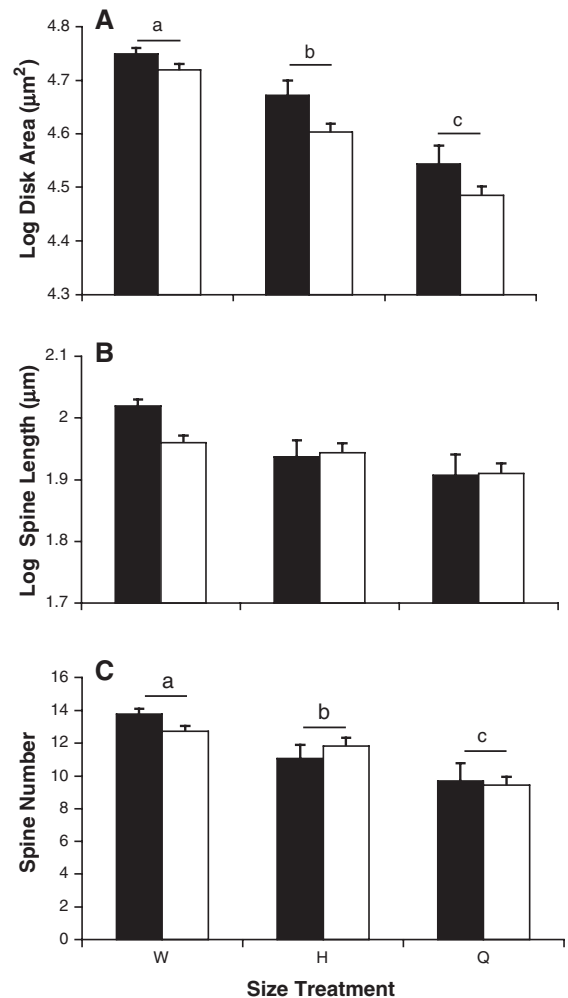 A
Log Disk Area (µm²)
4.8
4.7
4.6
4.5
4.4
4.3
a
b
c
B
Log Spine Length (µm)
2.1
2
1.9
1.8
1.7
C
Spine Number
16
14
12
10
8
6
4
2
0
a
b
c
W H Q
Size Treatment